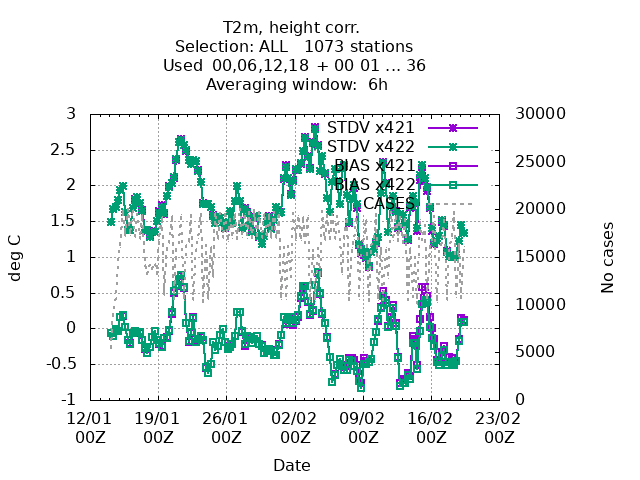 T2m, height corr.
Selection: ALL   1073 stations
Used  00,06,12,18 + 00 01 ... 36
Averaging window:  6h
3
2.5
2
1.5
1
0.5
0
-0.5
-1
deg C
STDV x421
STDV x422
BIAS x421
BIAS x422
CASES
30000
25000
20000
15000
10000
5000
0
No cases
12/01 19/01 26/01 02/02 09/02 16/02 23/02
00Z 00Z 00Z 00Z 00Z 00Z 00Z
Date